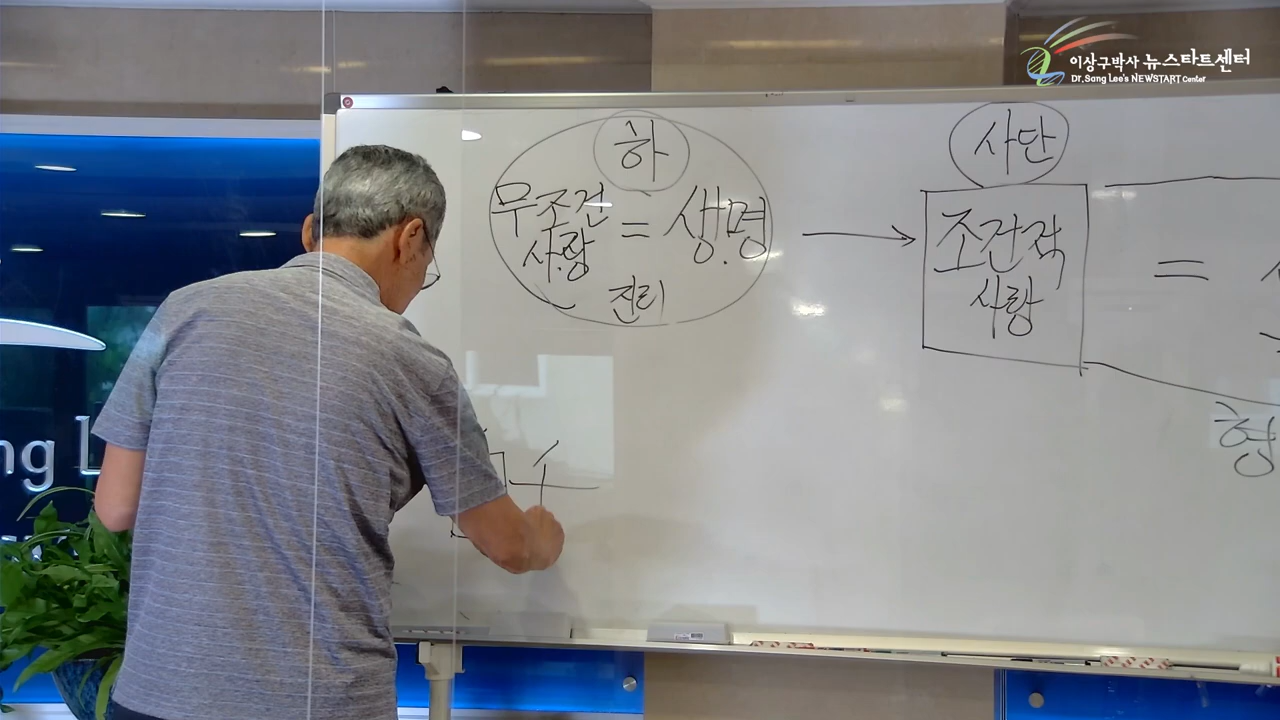 이상구박사 뉴스타트센터
Dr. Sang Lee's NEWSTART Center
하
무조건 = 생명
사랑
진리
사단
조건적 =
사랑
형
ng L